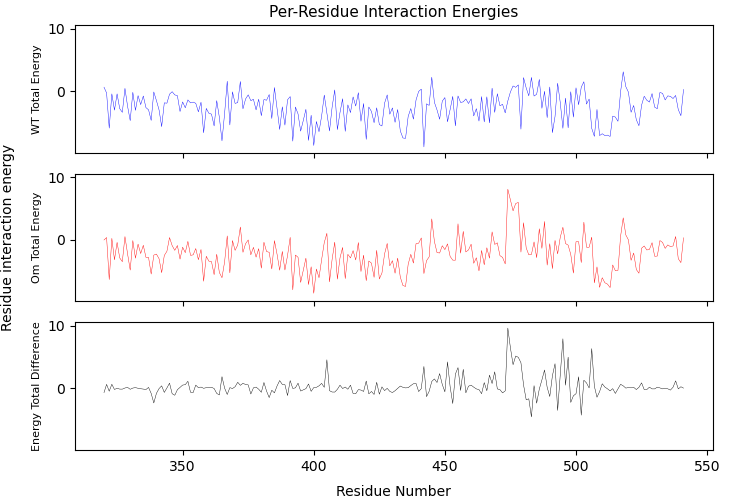 Per-Residue Interaction Energies
10
0
WT Total Energy
10
0
Om Total Energy
Residue interaction energy
10
0
Energy Total Difference
350
400
450
500
550
Residue Number